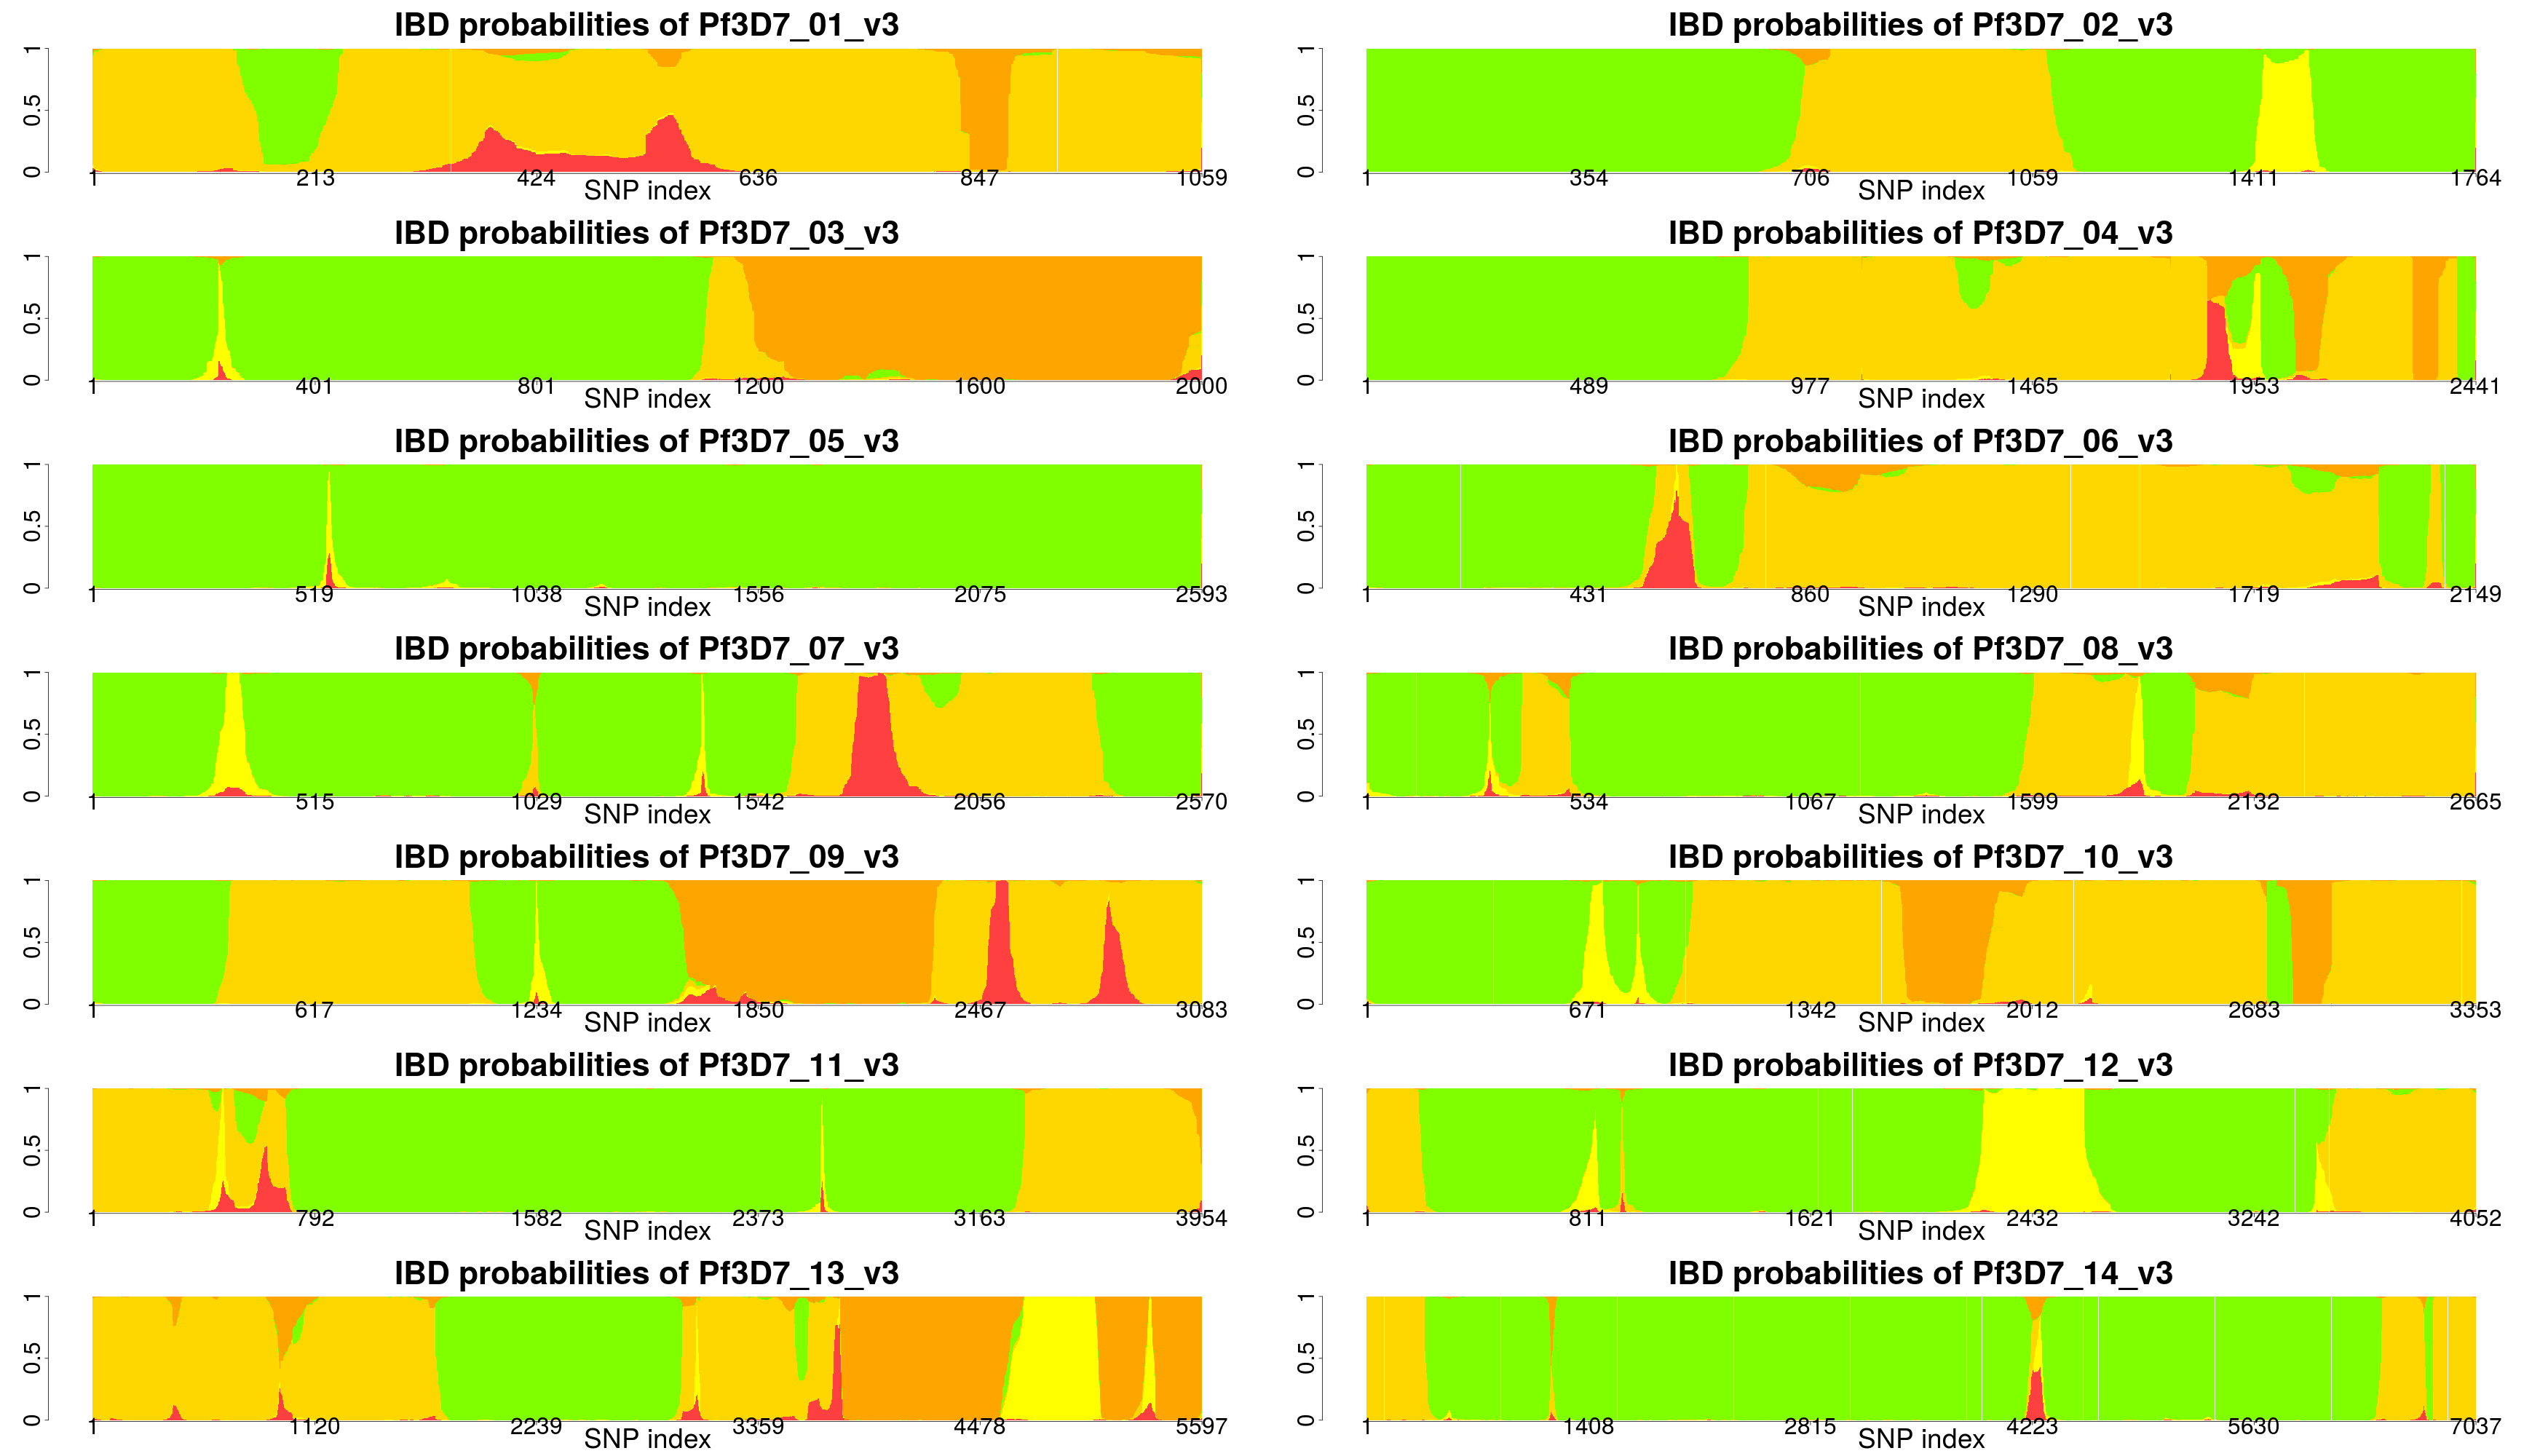 IBD probabilities of Pf3D7_01_v3
1
0.5
0
1 213 424 636 847 1059
SNP index
IBD probabilities of Pf3D7_02_v3
1
0.5
0
1 354 706 1059 1411 1764
SNP index
IBD probabilities of Pf3D7_03_v3
1
0.5
0
1 401 801 1200 1600 2000
SNP index
IBD probabilities of Pf3D7_04_v3
1
0.5
0
1 489 977 1465 1953 2441
SNP index
IBD probabilities of Pf3D7_05_v3
1
0.5
0
1 519 1038 1556 2075 2593
SNP index
IBD probabilities of Pf3D7_06_v3
1
0.5
0
1 431 860 1290 1719 2149
SNP index
IBD probabilities of Pf3D7_07_v3
1
0.5
0
1 515 1029 1542 2056 2570
SNP index
IBD probabilities of Pf3D7_08_v3
1
0.5
0
1 534 1067 1599 2132 2665
SNP index
IBD probabilities of Pf3D7_09_v3
1
0.5
0
1 617 1234 1850 2467 3083
SNP index
IBD probabilities of Pf3D7_10_v3
1
0.5
0
1 671 1342 2012 2683 3353
SNP index
IBD probabilities of Pf3D7_11_v3
1
0.5
0
1 792 1582 2373 3163 3954
SNP index
IBD probabilities of Pf3D7_12_v3
1
0.5
0
1 811 1621 2432 3242 4052
SNP index
IBD probabilities of Pf3D7_13_v3
1
0.5
0
1 1120 2239 3359 4478 5597
SNP index
IBD probabilities of Pf3D7_14_v3
1
0.5
0
1 1408 2815 4223 5630 7037
SNP index